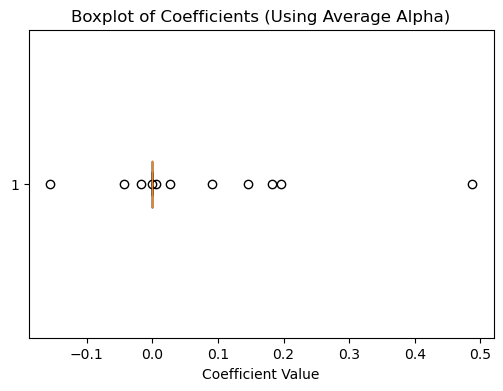 Boxplot of Coefficients (Using Average Alpha)
1
−0.1 0.0 0.1 0.2 0.3 0.4 0.5
Coefficient Value